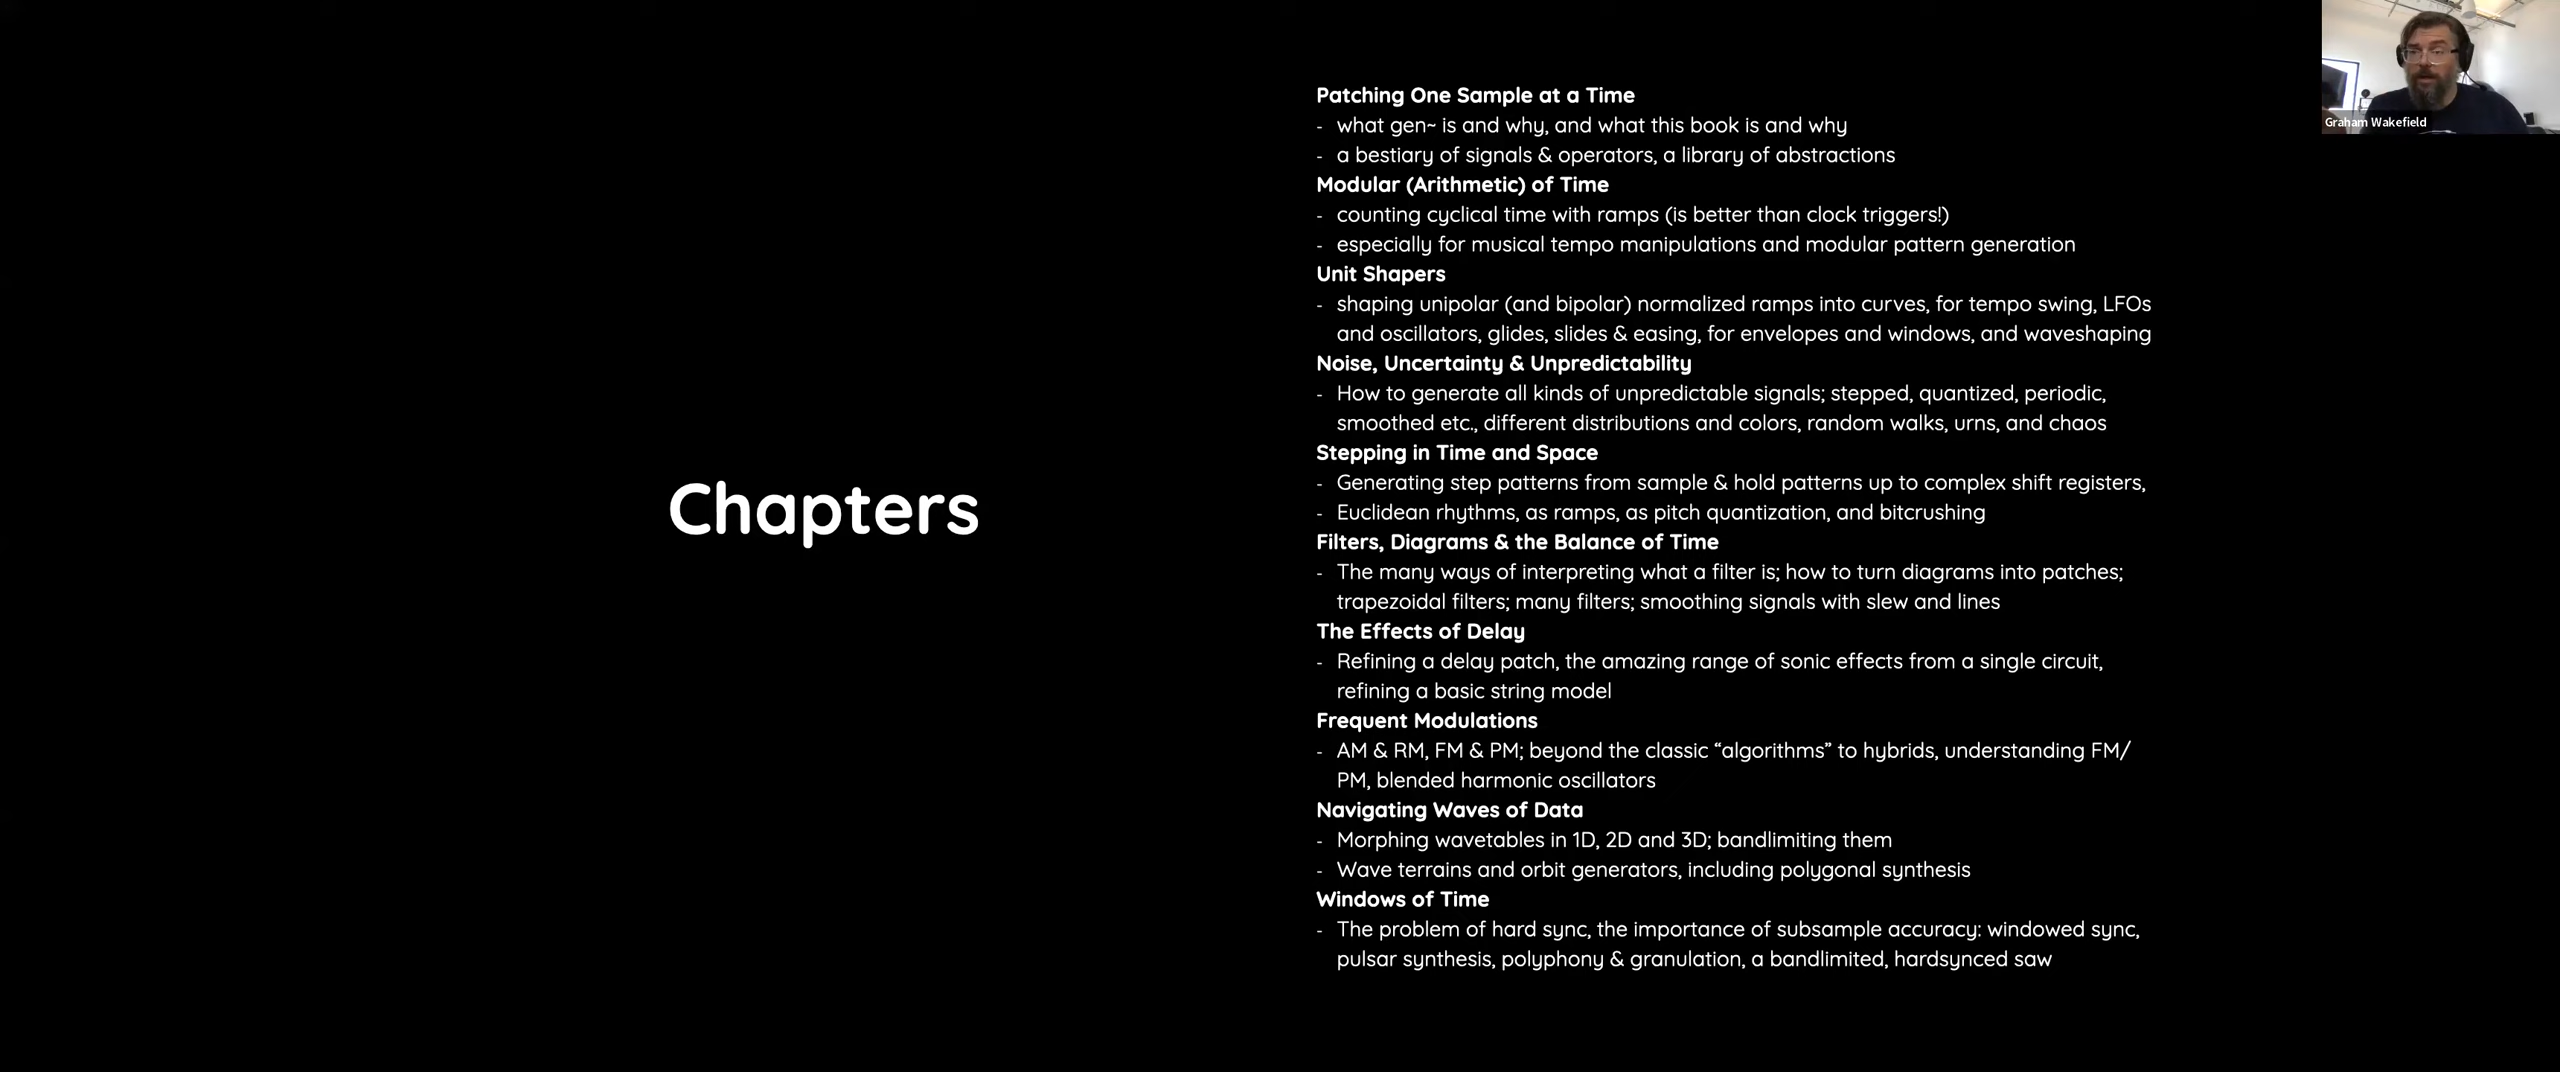 Chapters
Patching One Sample at a Time
- what gen~ is and why, and what this book is and why
- a bestiary of signals & operators, a library of abstractions
Modular (Arithmetic) of Time
- counting cyclical time with ramps (is better than clock triggers!)
- especially for musical tempo manipulations and modular pattern generation
Unit Shapers
- shaping unipolar (and bipolar) normalized ramps into curves, for tempo swing, LFOs
and oscillators, glides, slides & easing, for envelopes and windows, and waveshaping
Noise, Uncertainty & Unpredictability
- How to generate all kinds of unpredictable signals; stepped, quantized, periodic,
smoothed etc., different distributions and colors, random walks, urns, and chaos
Stepping in Time and Space
- Generating step patterns from sample & hold patterns up to complex shift registers,
- Euclidean rhythms, as ramps, as pitch quantization, and bitcrushing
Filters, Diagrams & the Balance of Time
- The many ways of interpreting what a filter is; how to turn diagrams into patches;
trapezoidal filters; many filters; smoothing signals with slew and lines
The Effects of Delay
- Refining a delay patch, the amazing range of sonic effects from a single circuit,
refining a basic string model
Frequent Modulations
- AM & RM, FM & PM; beyond the classic “algorithms” to hybrids, understanding FM/
PM, blended harmonic oscillators
Navigating Waves of Data
- Morphing wavetables in 1D, 2D and 3D; bandlimiting them
- Wave terrains and orbit generators, including polygonal synthesis
Windows of Time
- The problem of hard sync, the importance of subsample accuracy: windowed sync,
pulsar synthesis, polyphony & granulation, a bandlimited, hardsynced saw
Graham Wakefield